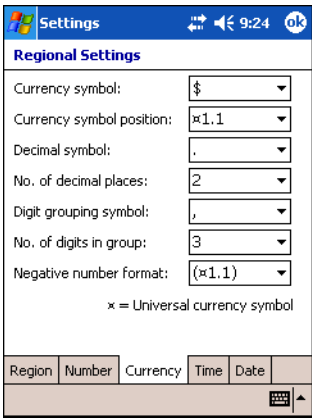 Settings 9:24 ok
Regional Settings
Currency symbol: $
Currency symbol position: ¤1.1
Decimal symbol: .
No. of decimal places: 2
Digit grouping symbol: ,
No. of digits in group: 3
Negative number format: (¤1.1)
¤ = Universal currency symbol
Region Number Currency Time Date